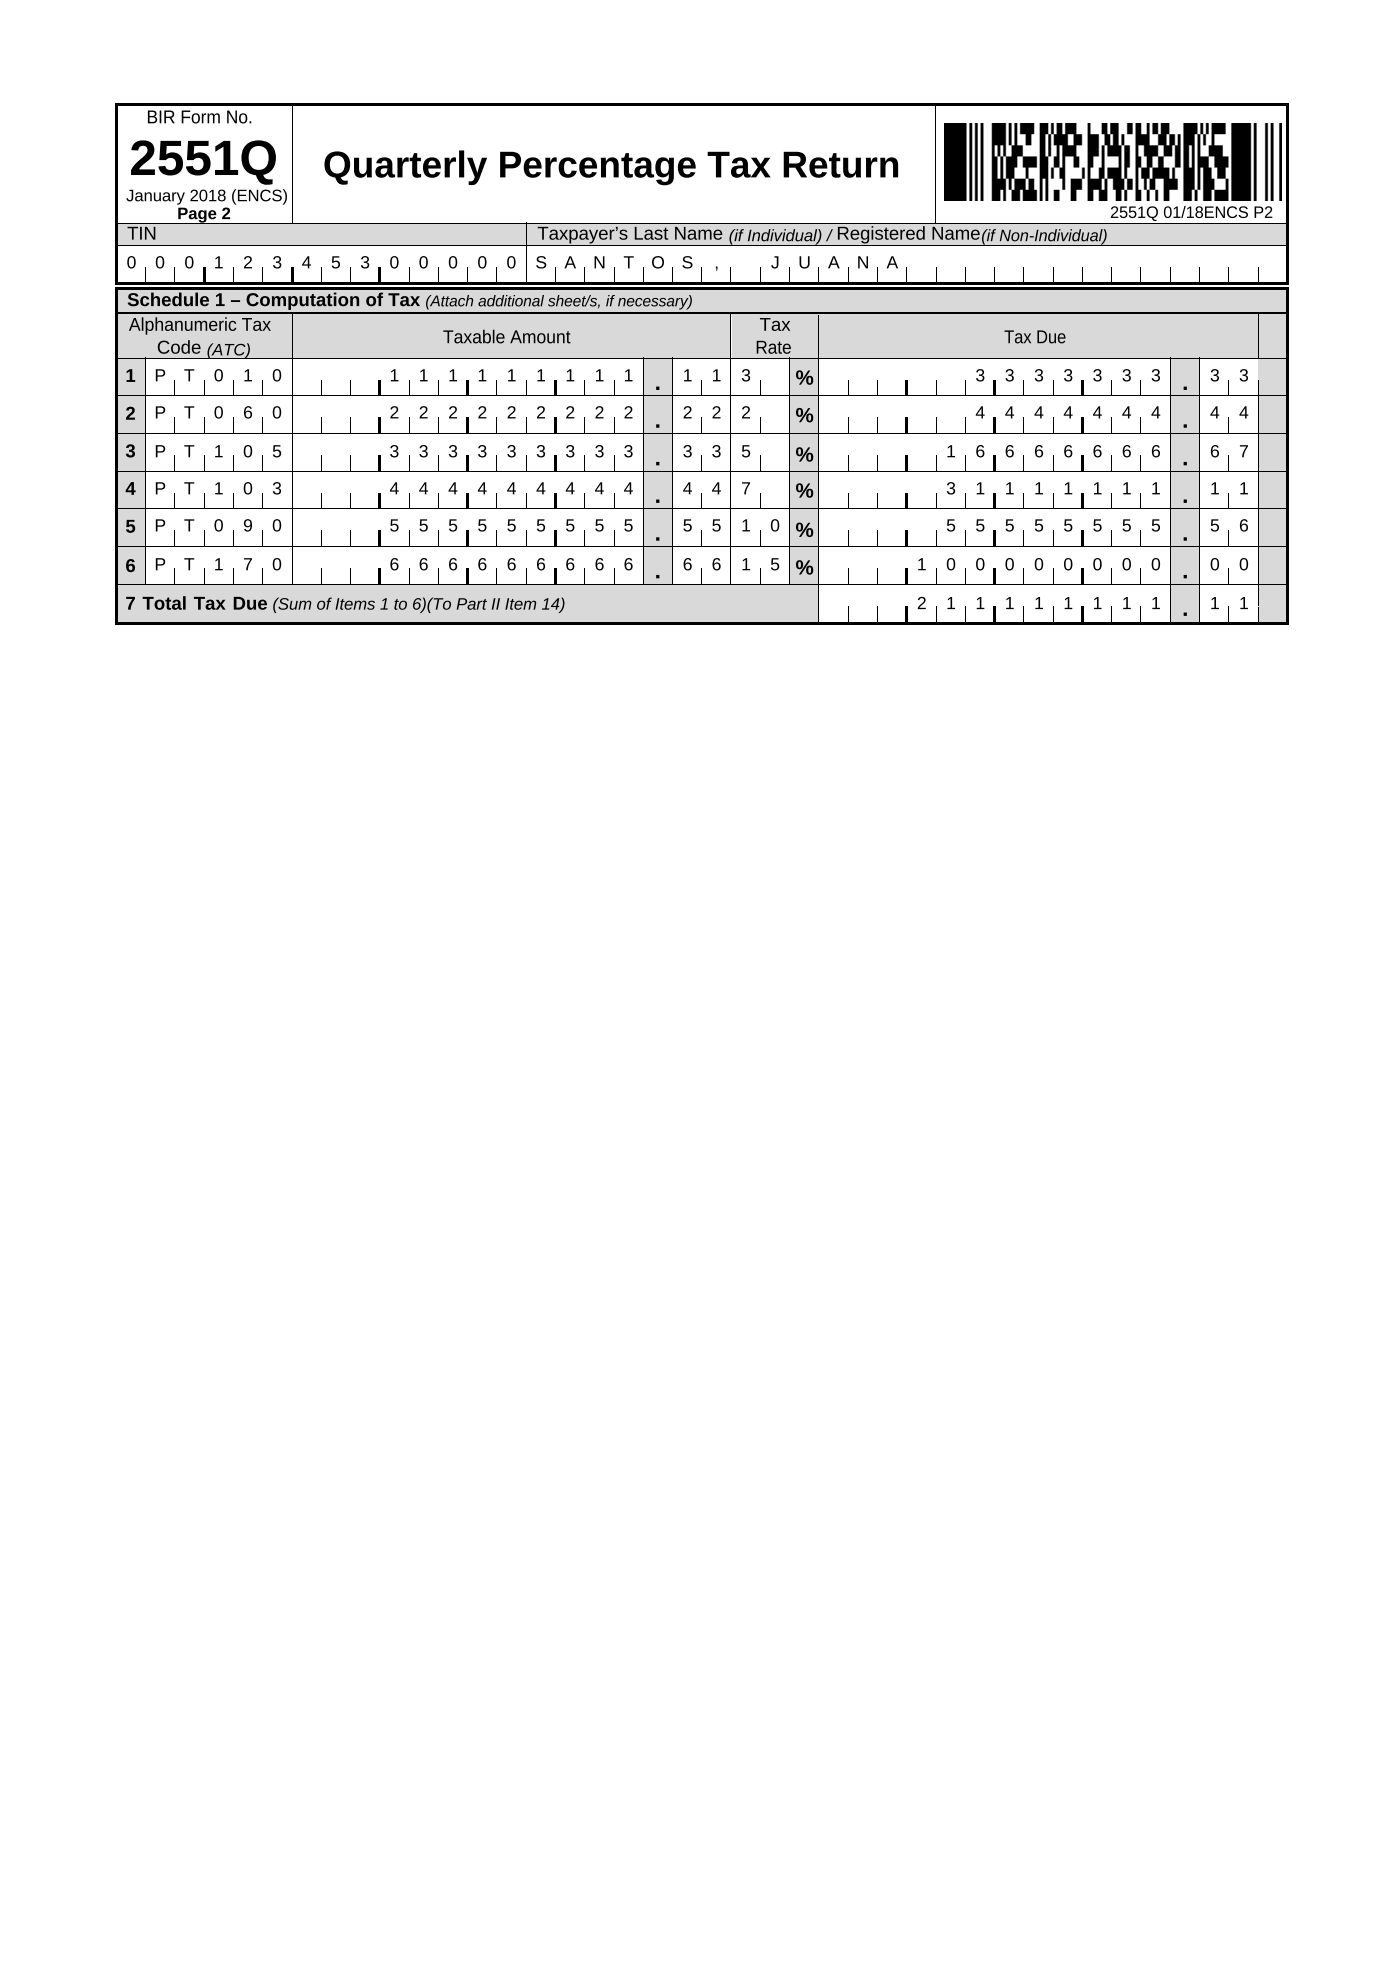 BIR Form No.
2551Q
January 2018 (ENCS)
Page 2
Quarterly Percentage Tax Return
2551Q 01/18ENCS P2
TIN Taxpayer’s Last Name (if Individual) / Registered Name(if Non-Individual)
0 0 0 1 2 3 4 5 3 0 0 0 0 0 S A N T O S , J U A N A
Schedule 1 – Computation of Tax (Attach additional sheet/s, if necessary)
Alphanumeric Tax Code (ATC) Taxable Amount Tax Rate Tax Due
1 P T 0 1 0 1 1 1 1 1 1 1 1 1 . 1 1 3 % 3 3 3 3 3 3 3 . 3 3
2 P T 0 6 0 2 2 2 2 2 2 2 2 2 . 2 2 2 % 4 4 4 4 4 4 4 . 4 4
3 P T 1 0 5 3 3 3 3 3 3 3 3 3 . 3 3 5 % 1 6 6 6 6 6 6 6 . 6 7
4 P T 1 0 3 4 4 4 4 4 4 4 4 4 . 4 4 7 % 3 1 1 1 1 1 1 1 . 1 1
5 P T 0 9 0 5 5 5 5 5 5 5 5 5 . 5 5 1 0 % 5 5 5 5 5 5 5 5 . 5 6
6 P T 1 7 0 6 6 6 6 6 6 6 6 6 . 6 6 1 5 % 1 0 0 0 0 0 0 0 0 . 0 0
7 Total Tax Due (Sum of Items 1 to 6)(To Part II Item 14) 2 1 1 1 1 1 1 1 1 . 1 1